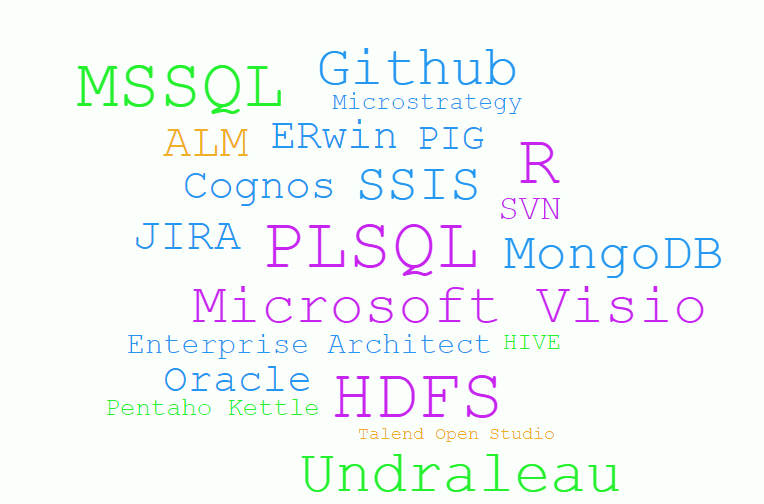 MSSQL Github
Microstrategy
ALM ERwin PIG
R
Cognos SSIS
SVN
JIRA PLSQL MongoDB
Microsoft Visio
Enterprise Architect HIVE
Oracle HDFS
Pentaho Kettle
Talend Open Studio
Undraleau